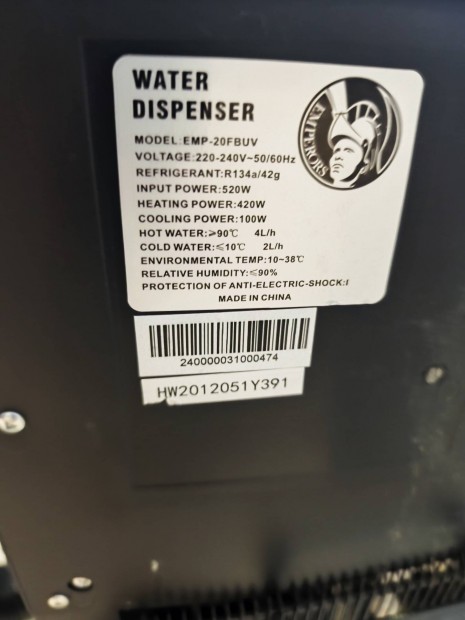 WATER
DISPENSER
EMPERORS
MODEL:EMP-20FBUV
VOLTAGE:220-240V~50/60Hz
REFRIGERANT:R134a/42g
INPUT POWER:520W
HEATING POWER:420W
COOLING POWER:100W
HOT WATER:≥90℃ 4L/h
COLD WATER:≤10℃ 2L/h
ENVIRONMENTAL TEMP:10~38℃
RELATIVE HUMIDITY:≤90%
PROTECTION OF ANTI-ELECTRIC-SHOCK:I
MADE IN CHINA
240000031000474
HW2012051Y391